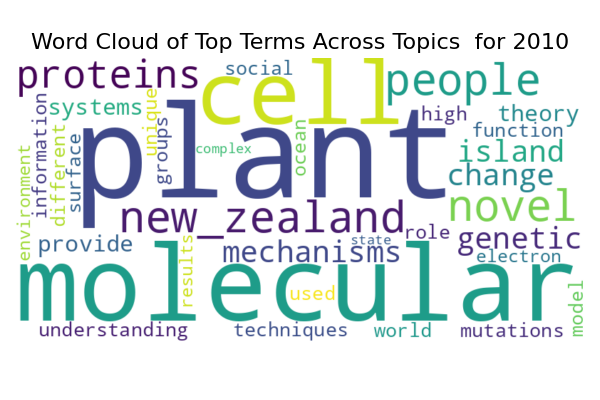 Word Cloud of Top Terms Across Topics  for 2010
proteins
social
cell
people
systems
information
different
unique
groups
plant
complex
ocean
high
theory
function
island
surface
environment
change
novel
new_zealand
role
genetic
provide
mechanisms
state
electron
results
molecular
used
model
understanding
techniques
world
mutations